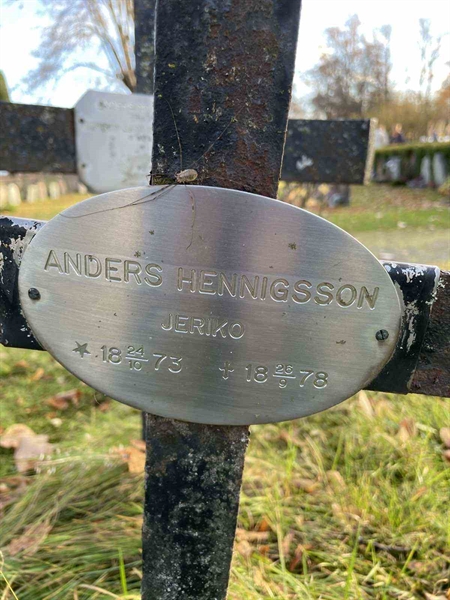 ANDERS HENNIGSSON
JERIKO
★ 18 24/10 73 † 18 26/9 78